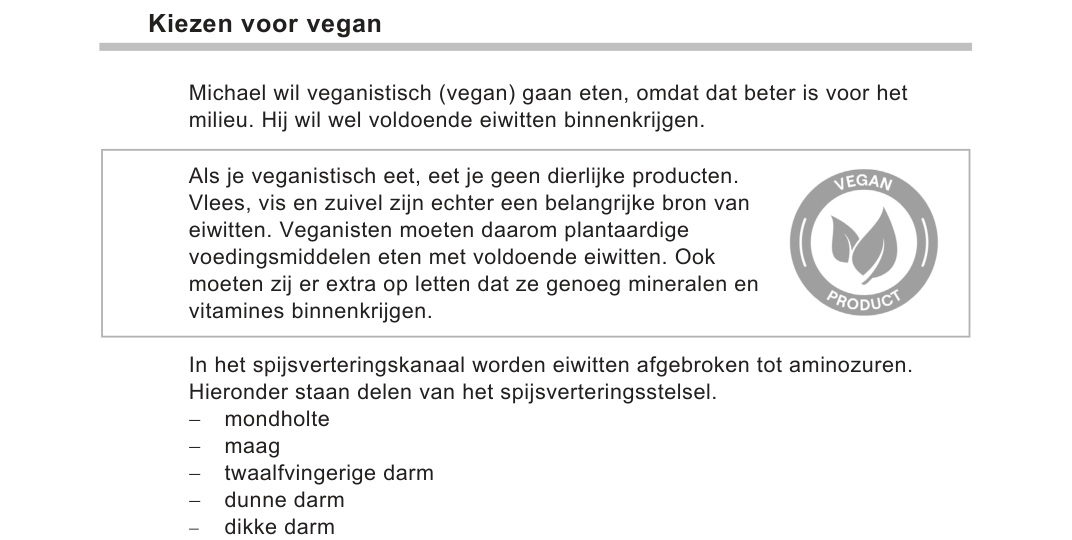 Kiezen voor vegan
Michael wil veganistisch (vegan) gaan eten, omdat dat beter is voor het
milieu. Hij wil wel voldoende eiwitten binnenkrijgen.
Als je veganistisch eet, eet je geen dierlijke producten.
Vlees, vis en zuivel zijn echter een belangrijke bron van
eiwitten. Veganisten moeten daarom plantaardige
voedingsmiddelen eten met voldoende eiwitten. Ook
moeten zij er extra op letten dat ze genoeg mineralen en
vitamines binnenkrijgen.
VEGAN
PRODUCT
In het spijsverteringskanaal worden eiwitten afgebroken tot aminozuren.
Hieronder staan delen van het spijsverteringsstelsel.
– mondholte
– maag
– twaalfvingerige darm
– dunne darm
– dikke darm